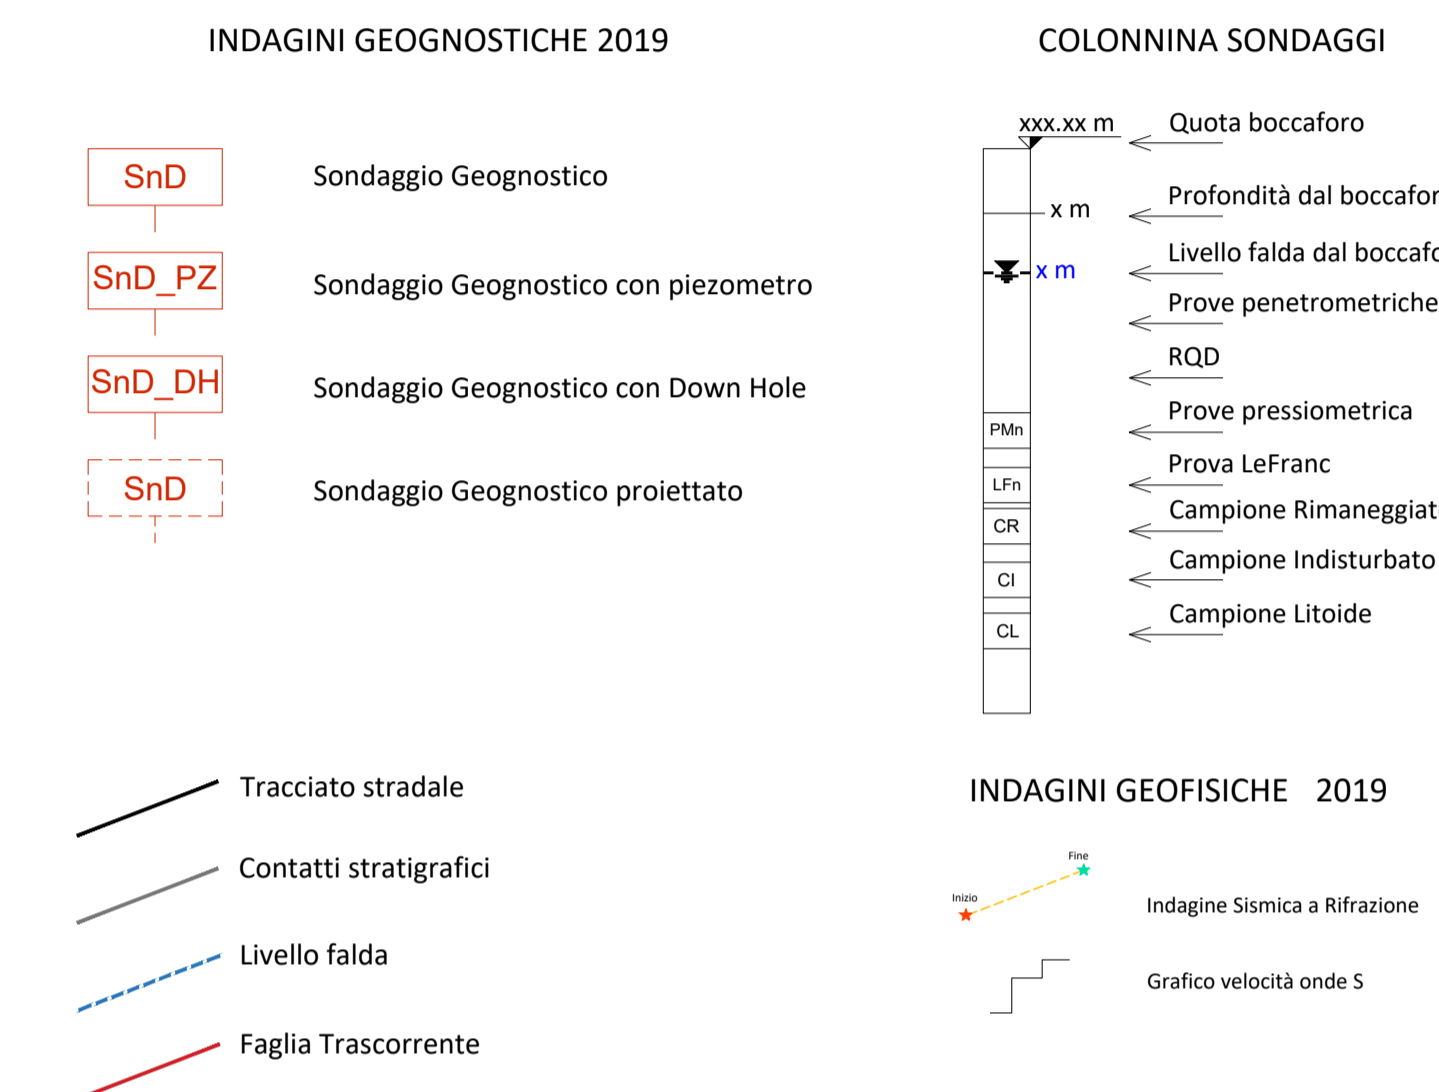 INDAGINI GEOGNOSTICHE 2019
SnD
Sondaggio Geognostico
SnD_PZ
Sondaggio Geognostico con piezometro
SnD_DH
Sondaggio Geognostico con Down Hole
SnD
Sondaggio Geognostico proiettato
COLONNINA SONDAGGI
xxx.xx m
Quota boccaforo
x m
Profondità dal boccafor
x m
Livello falda dal boccafo
Prove penetrometriche
RQD
PMn
Prove pressiometrica
LFn
Prova LeFranc
CR
Campione Rimaneggiat
CI
Campione Indisturbato
CL
Campione Litoide
Tracciato stradale
Contatti stratigrafici
Livello falda
Faglia Trascorrente
INDAGINI GEOFISICHE 2019
Fine
Inizio
Indagine Sismica a Rifrazione
Grafico velocità onde S